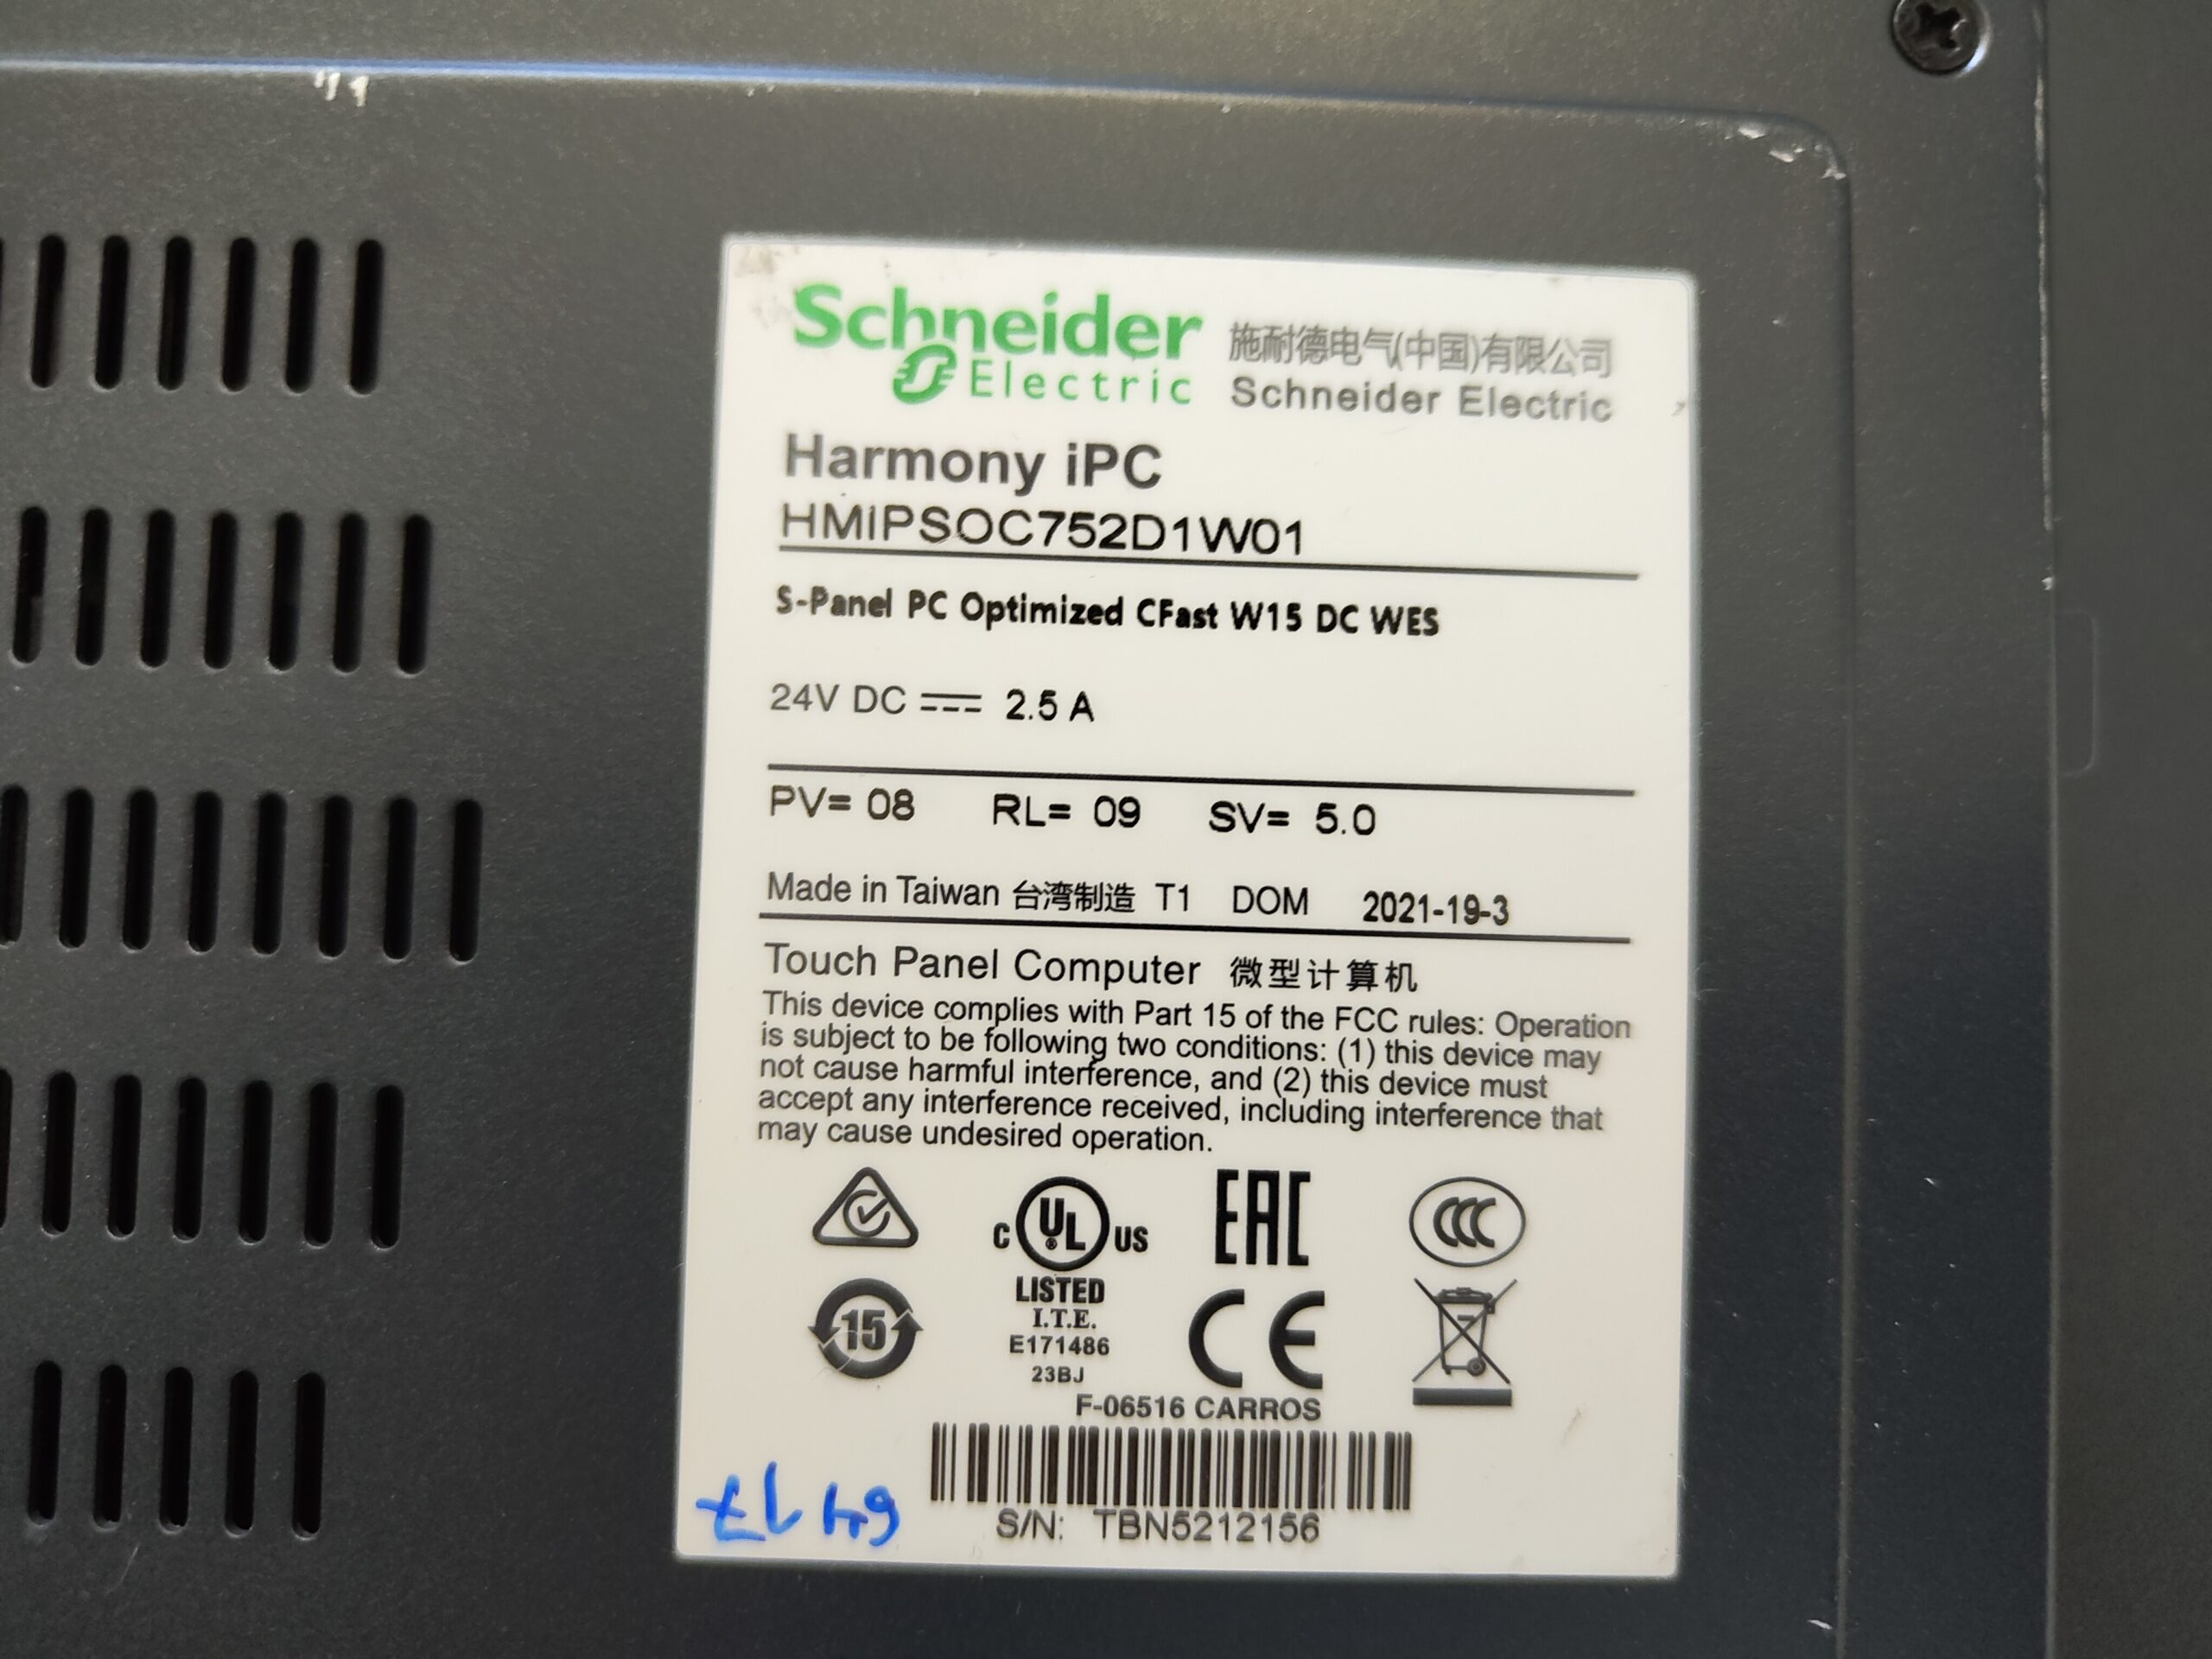 Schneider
Electric
施耐德电气(中国)有限公司
Schneider Electric
Harmony iPC
HMIPSOC752D1W01
S-Panel PC Optimized CFast W15 DC WES
24V DC 2.5 A
PV= 08 RL= 09 SV= 5.0
Made in Taiwan 台湾制造 T1 DOM 2021-19-3
Touch Panel Computer 微型计算机
This device complies with Part 15 of the FCC rules: Operation
is subject to be following two conditions: (1) this device may
not cause harmful interference, and (2) this device must
accept any interference received, including interference that
may cause undesired operation.
C UL US
EAC
CCC
15
LISTED
I.T.E.
E171486
23BJ
CE
F-06516 CARROS
S/N: TBN5212156
6417